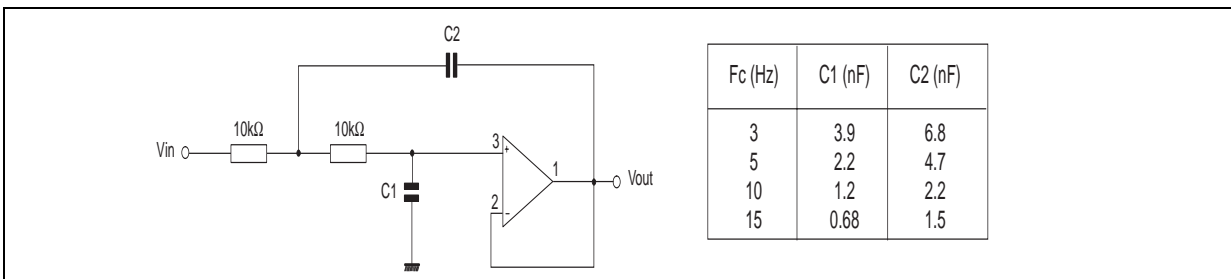 C2
10kΩ
10kΩ
Vin
3
+
1
Vout
C1
2
-
Fc (Hz) C1 (nF) C2 (nF)
3 3.9 6.8
5 2.2 4.7
10 1.2 2.2
15 0.68 1.5